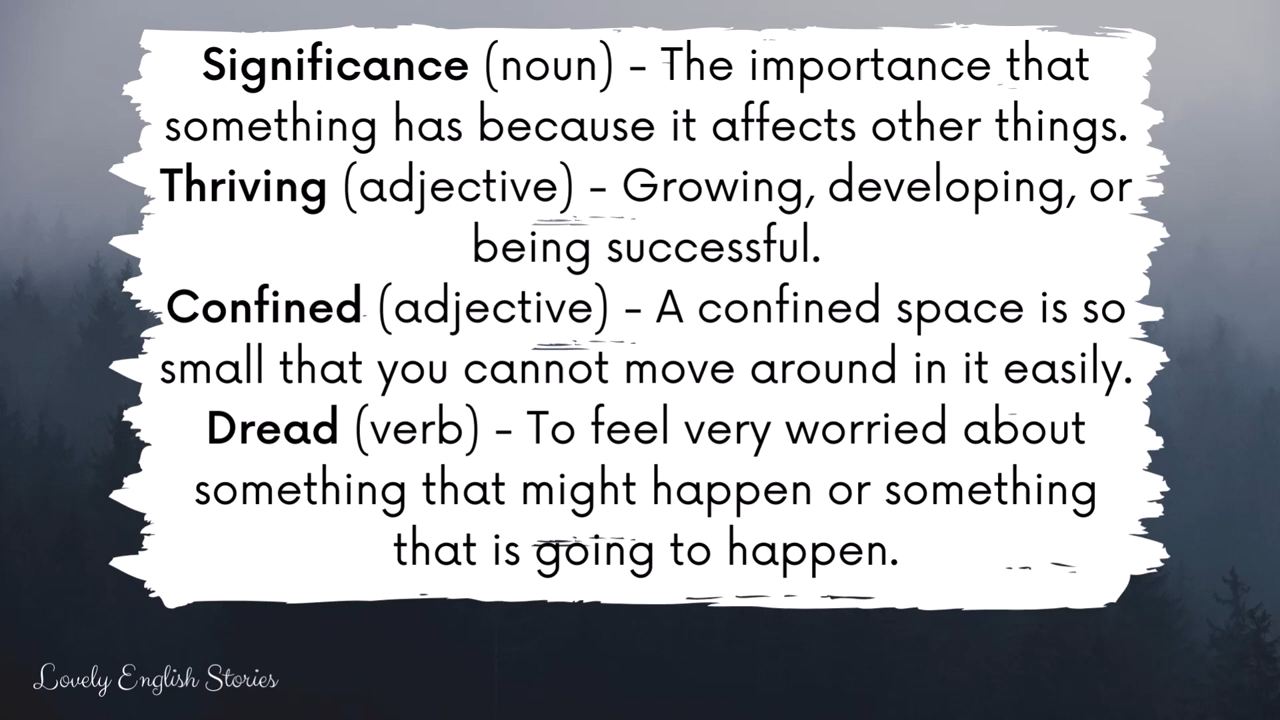 Significance (noun) - The importance that
something has because it affects other things.
Thriving (adjective) - Growing, developing, or
being successful.
Confined (adjective) - A confined space is so
small that you cannot move around in it easily.
Dread (verb) - To feel very worried about
something that might happen or something
that is going to happen.
Lovely English Stories